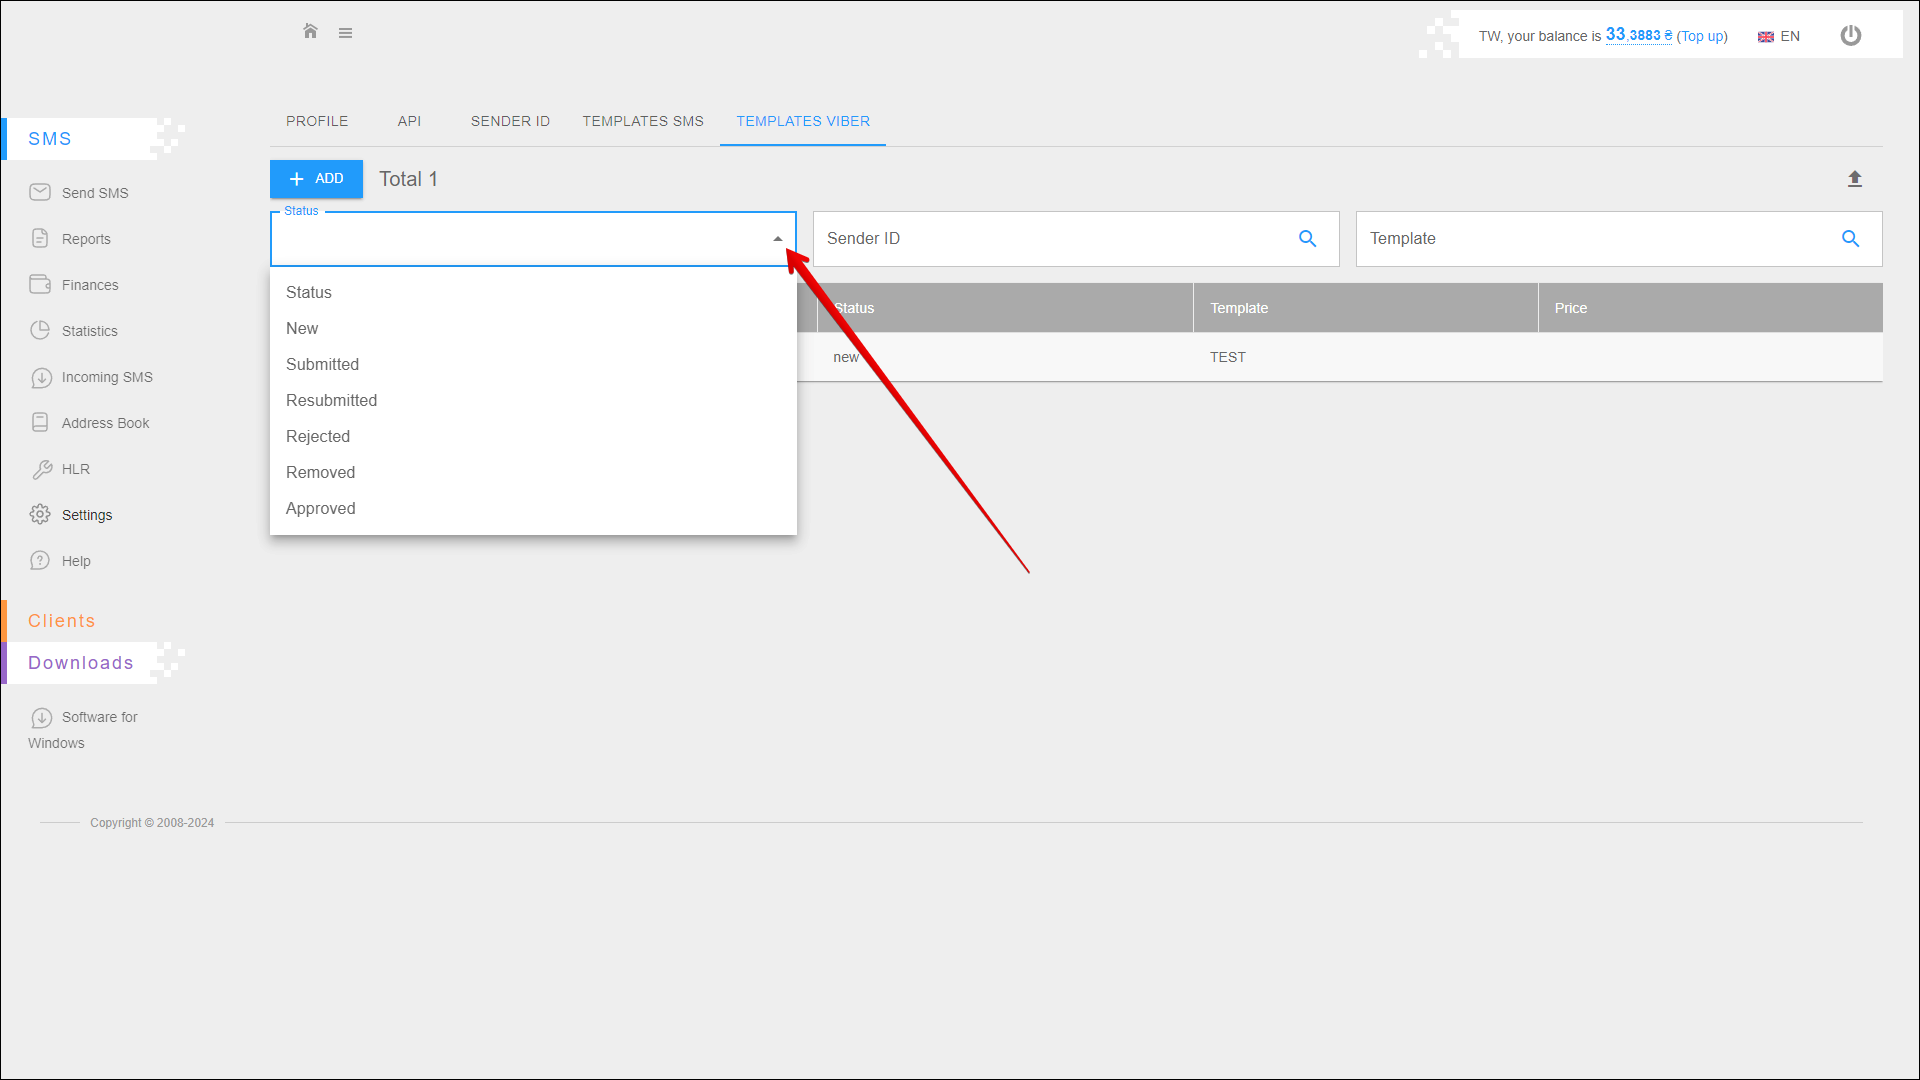 TW, your balance is 33,3883 ₴ (Top up)
EN
SMS
Send SMS
Reports
Finances
Statistics
Incoming SMS
Address Book
HLR
Settings
Help
Clients
Downloads
Software for
Windows
PROFILE
API
SENDER ID
TEMPLATES SMS
TEMPLATES VIBER
ADD
Total 1
Status
Sender ID
Template
Status
New
Submitted
Resubmitted
Rejected
Removed
Approved
Status
Template
Price
new
TEST
Copyright © 2008-2024